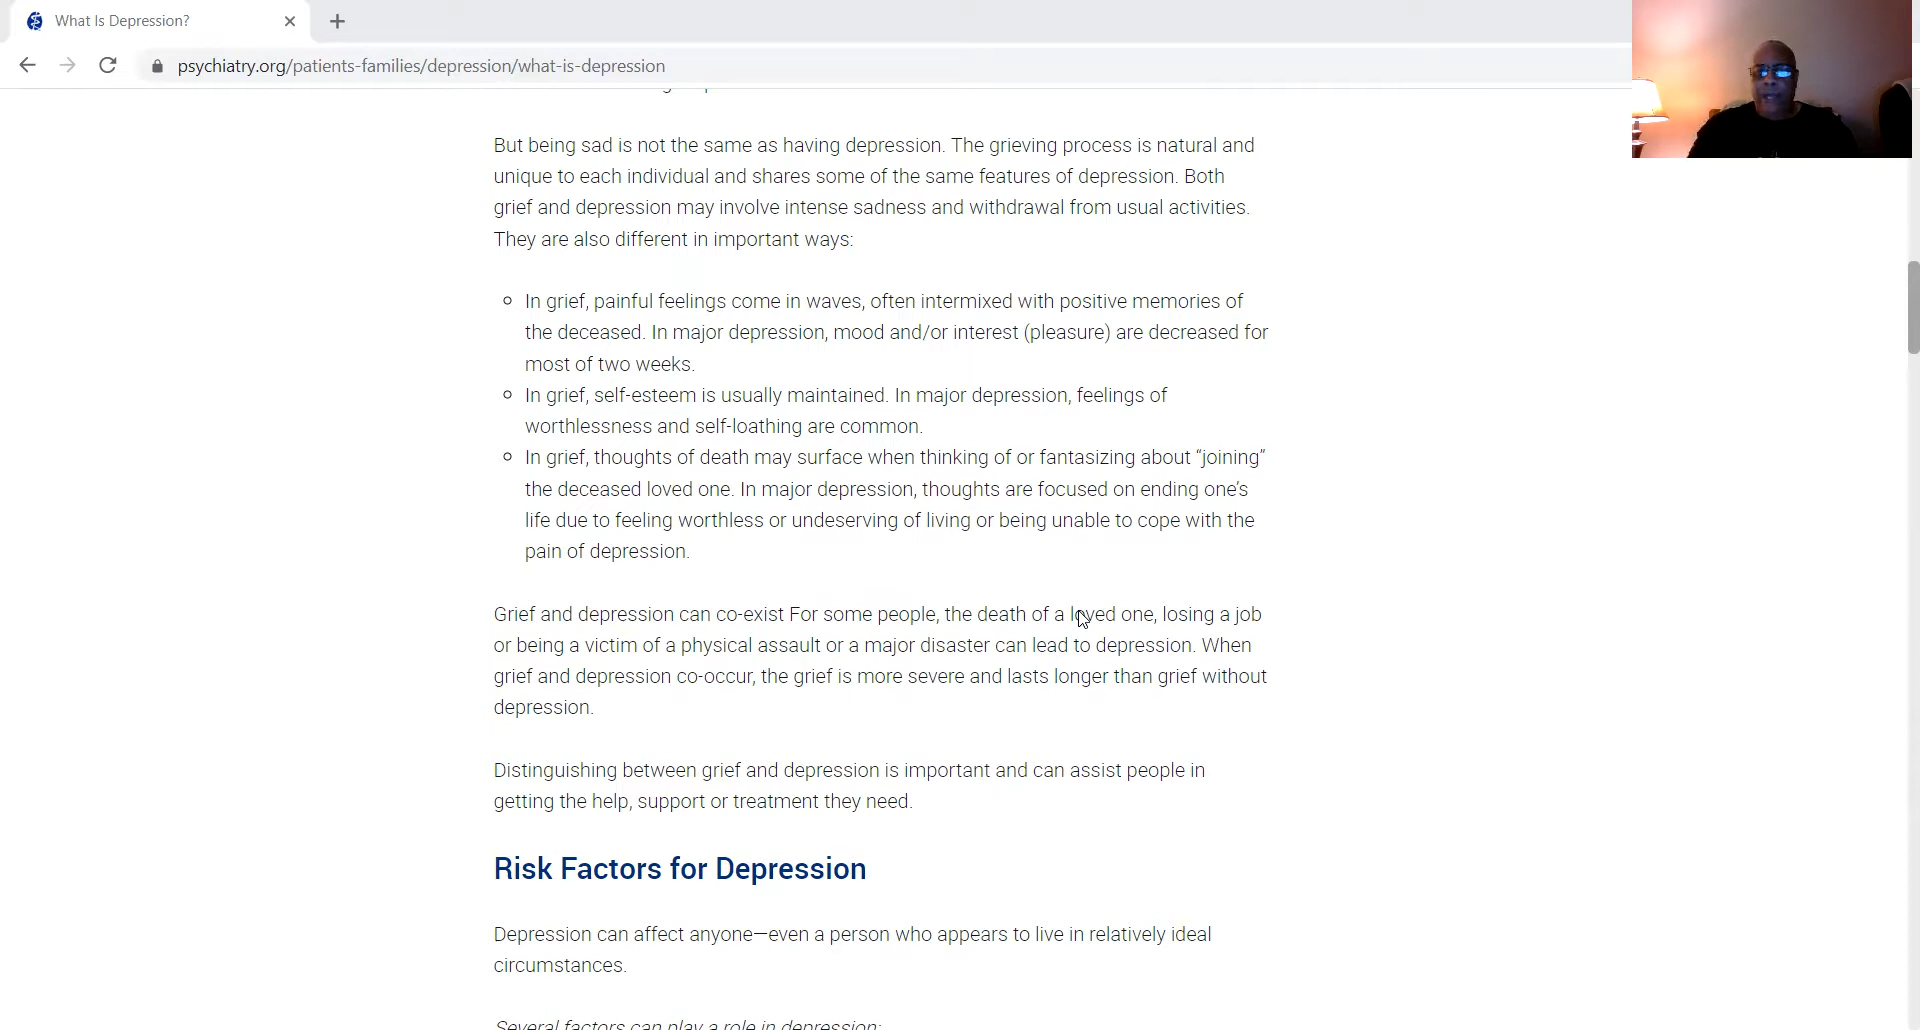 What Is Depression?
psychiatry.org/patients-families/depression/what-is-depression
But being sad is not the same as having depression. The grieving process is natural and
unique to each individual and shares some of the same features of depression. Both
grief and depression may involve intense sadness and withdrawal from usual activities.
They are also different in important ways:
In grief, painful feelings come in waves, often intermixed with positive memories of
the deceased. In major depression, mood and/or interest (pleasure) are decreased for
most of two weeks.
In grief, self-esteem is usually maintained. In major depression, feelings of
worthlessness and self-loathing are common.
In grief, thoughts of death may surface when thinking of or fantasizing about “joining”
the deceased loved one. In major depression, thoughts are focused on ending one’s
life due to feeling worthless or undeserving of living or being unable to cope with the
pain of depression.
Grief and depression can co-exist For some people, the death of a loved one, losing a job
or being a victim of a physical assault or a major disaster can lead to depression. When
grief and depression co-occur, the grief is more severe and lasts longer than grief without
depression.
Distinguishing between grief and depression is important and can assist people in
getting the help, support or treatment they need.
Risk Factors for Depression
Depression can affect anyone—even a person who appears to live in relatively ideal
circumstances.
Several factors can play a role in depression: